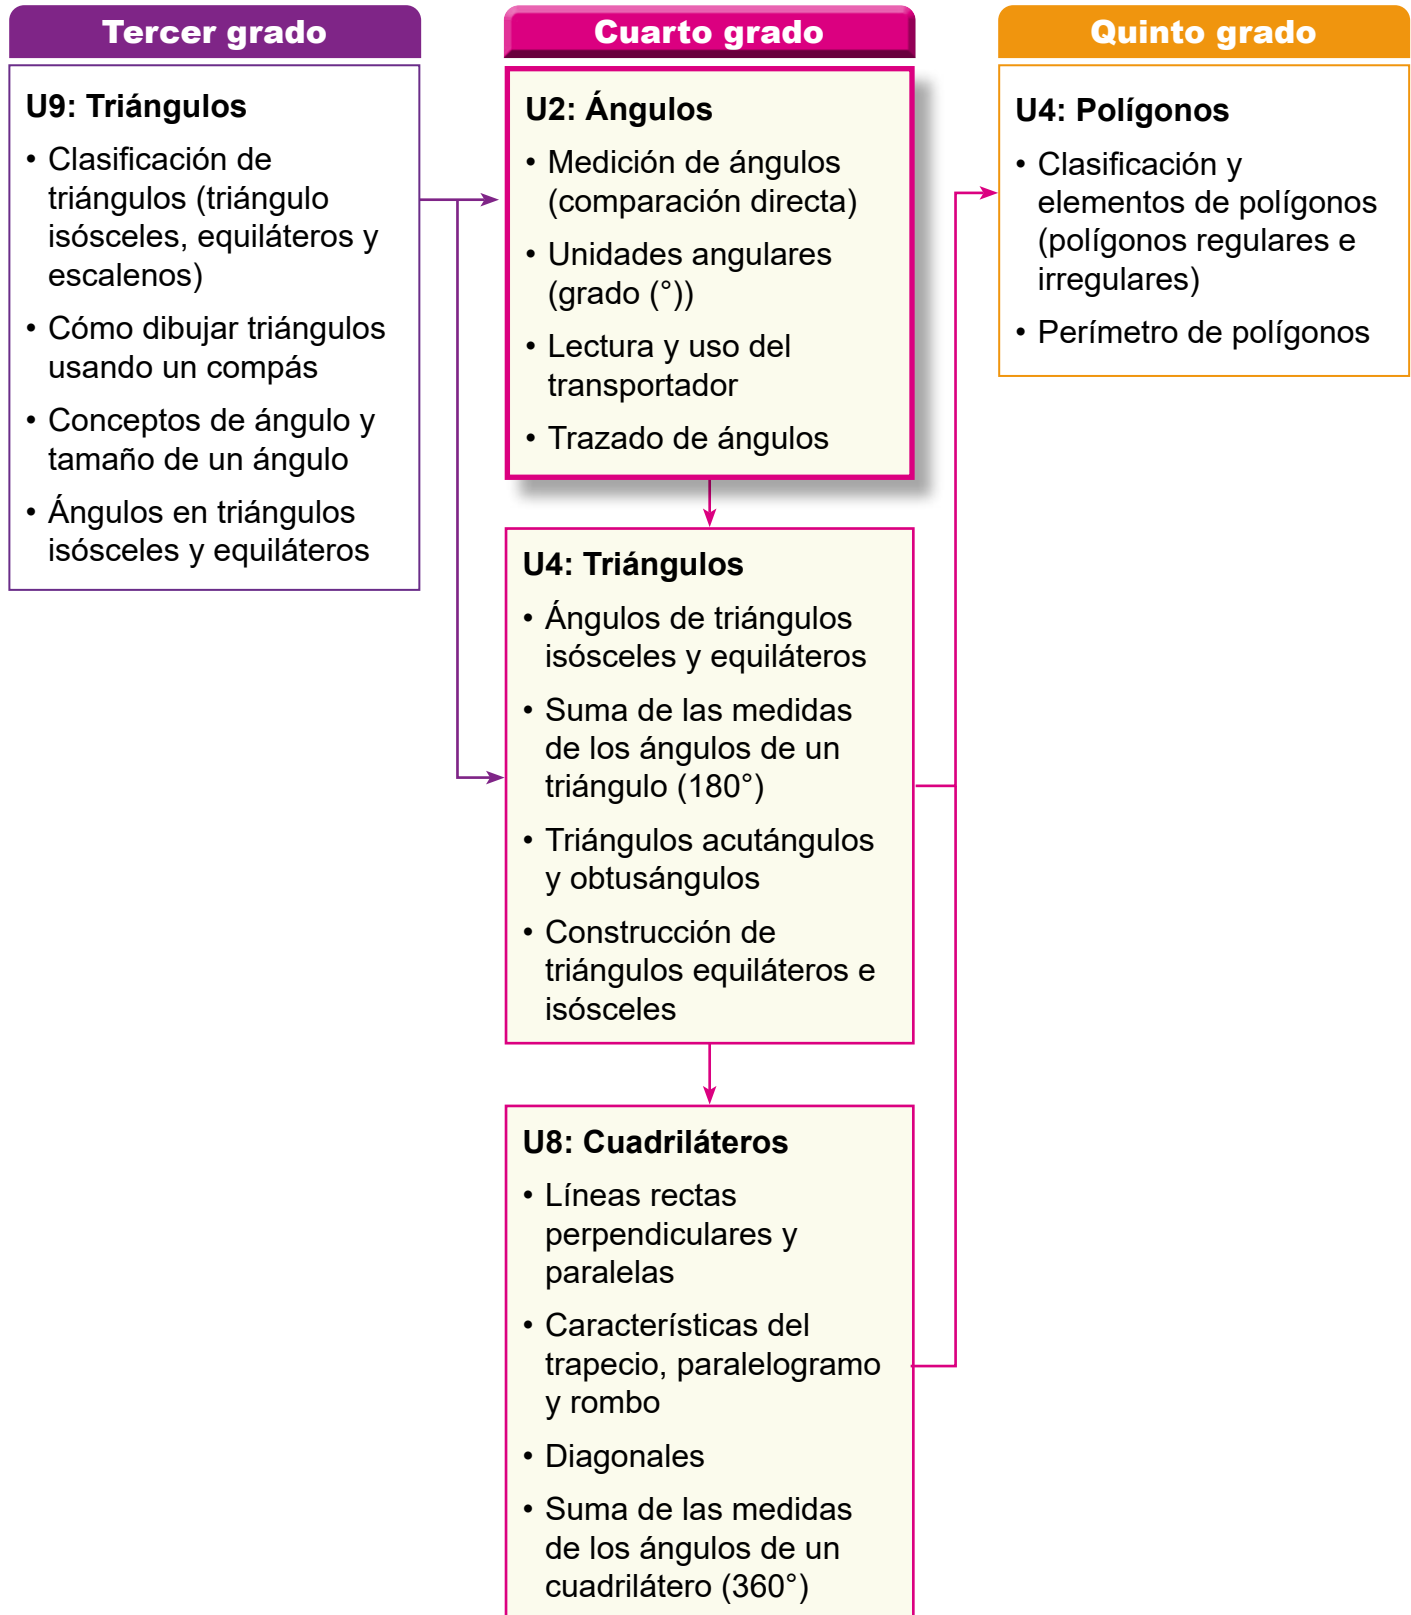 Tercer grado
U9: Triángulos
• Clasificación de
triángulos (triángulo
isósceles, equiláteros y
escalenos)
• Cómo dibujar triángulos
usando un compás
• Conceptos de ángulo y
tamaño de un ángulo
• Ángulos en triángulos
isósceles y equiláteros
Cuarto grado
U2: Ángulos
• Medición de ángulos
(comparación directa)
• Unidades angulares
(grado (°))
• Lectura y uso del
transportador
• Trazado de ángulos
U4: Triángulos
• Ángulos de triángulos
isósceles y equiláteros
• Suma de las medidas
de los ángulos de un
triángulo (180°)
• Triángulos acutángulos
y obtusángulos
• Construcción de
triángulos equiláteros e
isósceles
U8: Cuadriláteros
• Líneas rectas
perpendiculares y
paralelas
• Características del
trapecio, paralelogramo
y rombo
• Diagonales
• Suma de las medidas
de los ángulos de un
cuadrilátero (360°)
Quinto grado
U4: Polígonos
• Clasificación y
elementos de polígonos
(polígonos regulares e
irregulares)
• Perímetro de polígonos